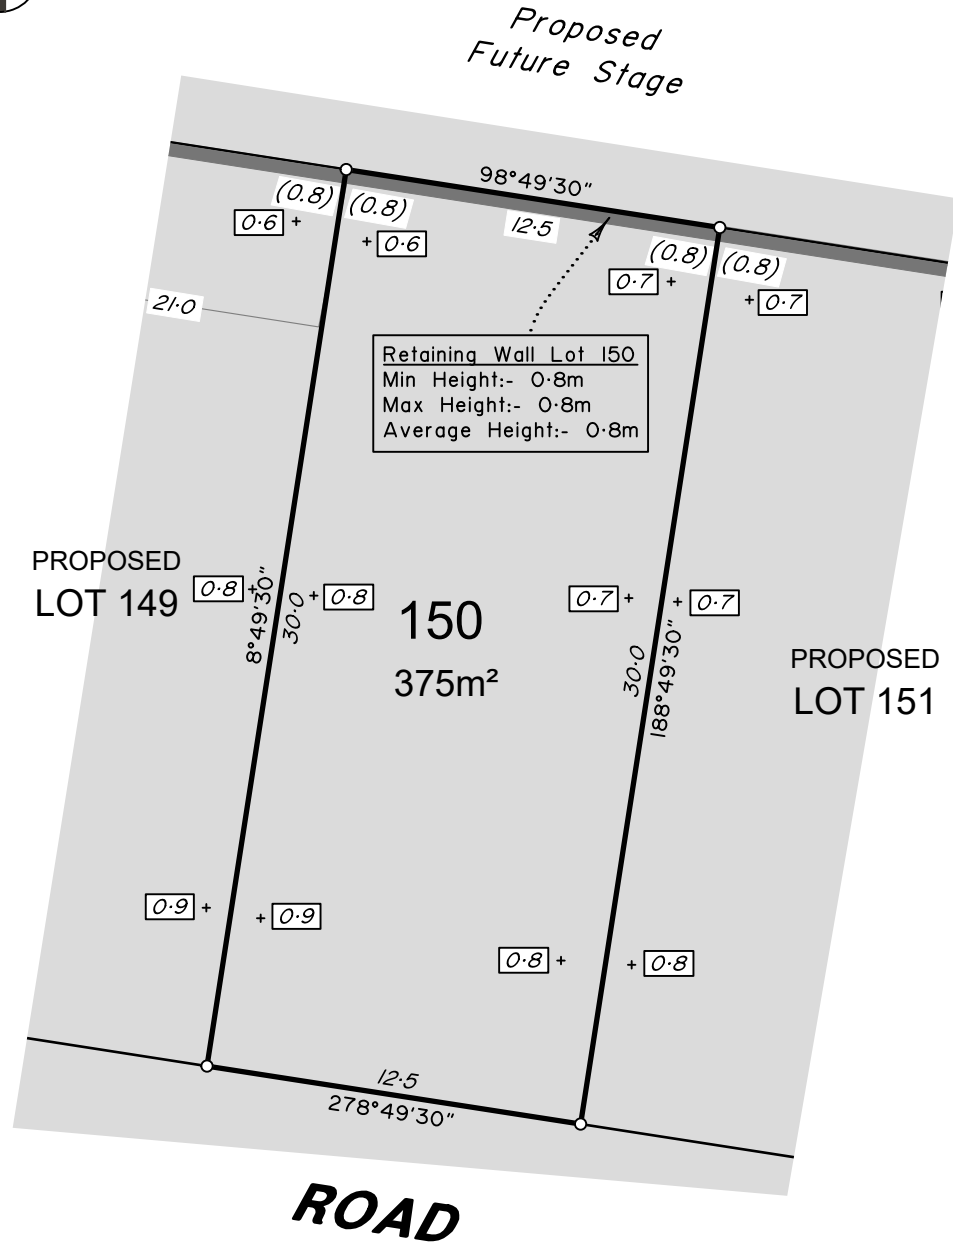 Proposed
Future Stage
98°49'30"
(0.8)
(0.8)
12·5
(0.8)
(0.8)
0·6
0·6
0·7
0·7
21·0
Retaining Wall Lot 150
Min Height:- 0·8m
Max Height:- 0·8m
Average Height:- 0·8m
PROPOSED
LOT 149
0·8
8°49'30"
30·0
0·8
150
375m²
0·7
0·7
30·0
188°49'30"
PROPOSED
LOT 151
0·9
0·9
0·8
0·8
12·5
278°49'30"
ROAD